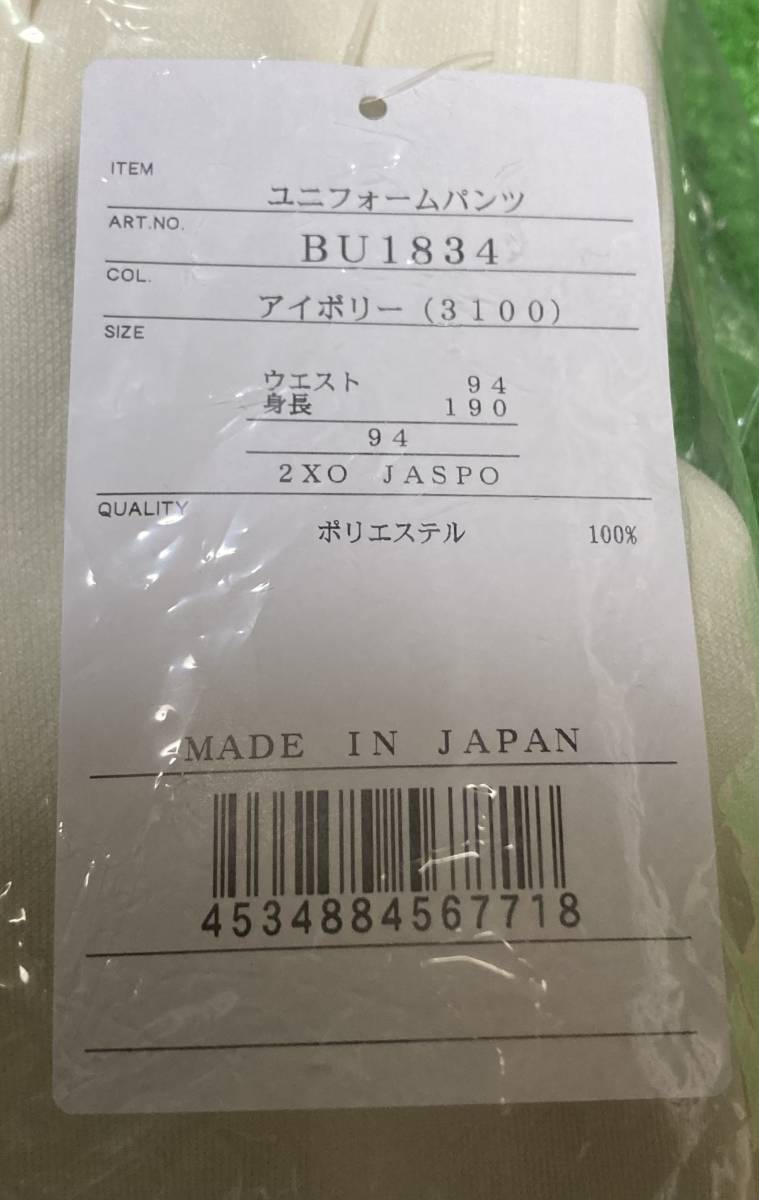 ITEM
ユニフォームパンツ
ART.NO.
BU1834
COL.
アイボリー(3100)
SIZE
ウエスト 94
身長 190
94
2XO JASPO
QUALITY
ポリエステル 100%
MADE IN JAPAN
4534884567718